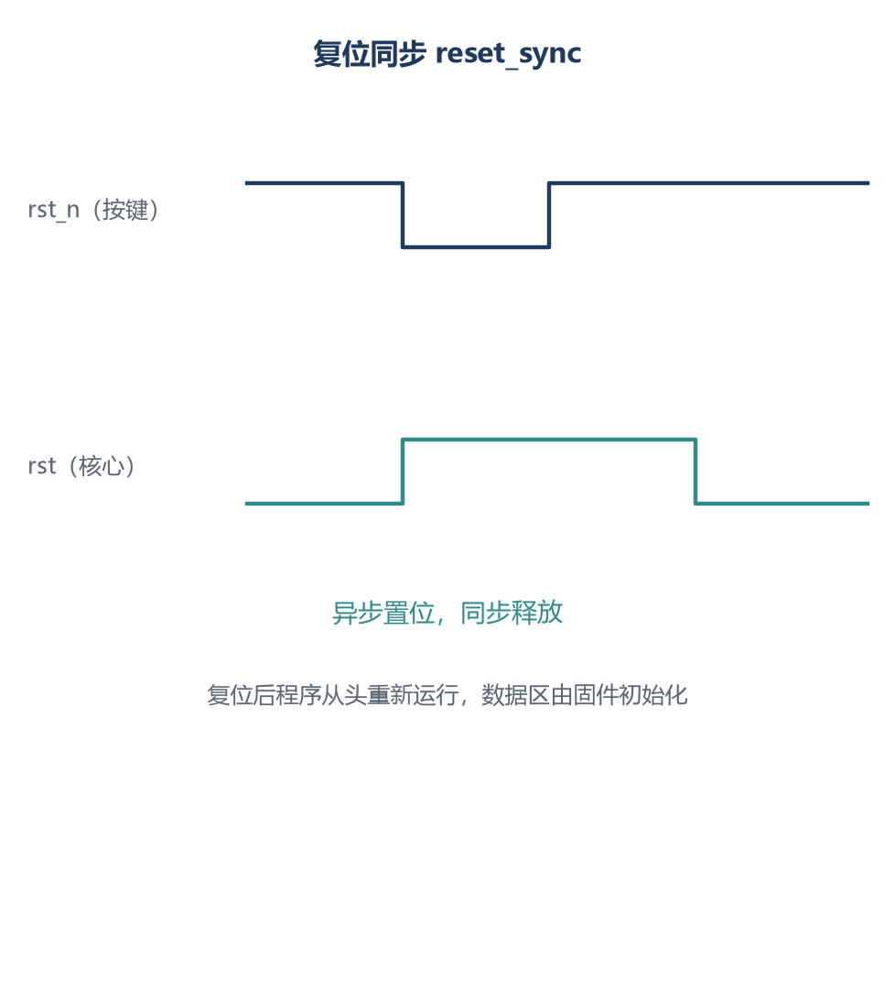 复位同步 reset_sync
rst_n（按键）
rst（核心）
异步置位，同步释放
复位后程序从头重新运行，数据区由固件初始化